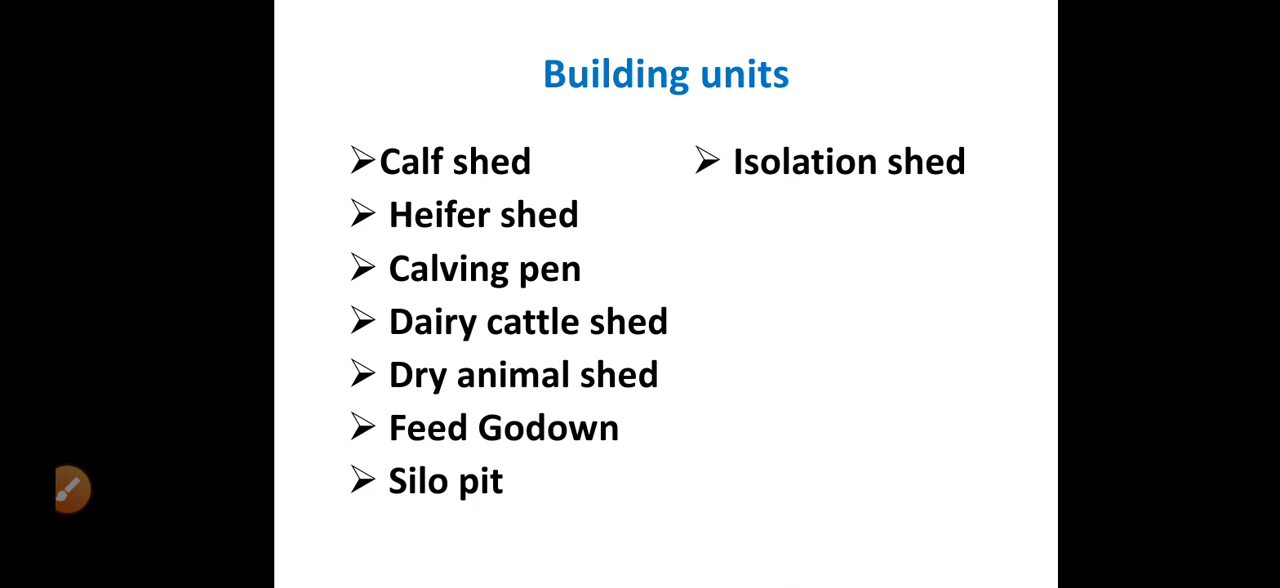 Building units
➢Calf shed
➢ Heifer shed
➢ Calving pen
➢ Dairy cattle shed
➢ Dry animal shed
➢ Feed Godown
➢ Silo pit
➢ Isolation shed